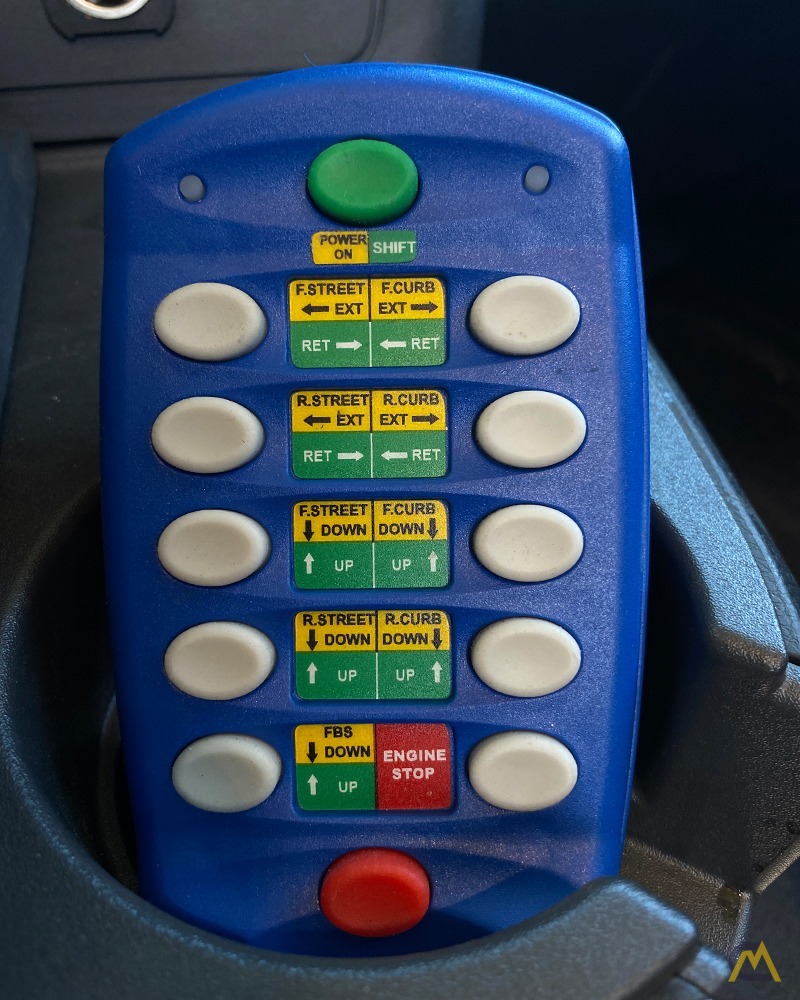 POWER ON SHIFT
F.STREET F.CURB
← EXT EXT →
RET → ← RET
R.STREET R.CURB
← EXT EXT →
RET → ← RET
F.STREET F.CURB
↓ DOWN DOWN ↓
↑ UP UP ↑
R.STREET R.CURB
↓ DOWN DOWN ↓
↑ UP UP ↑
FBS
↓ DOWN
↑ UP
ENGINE
STOP